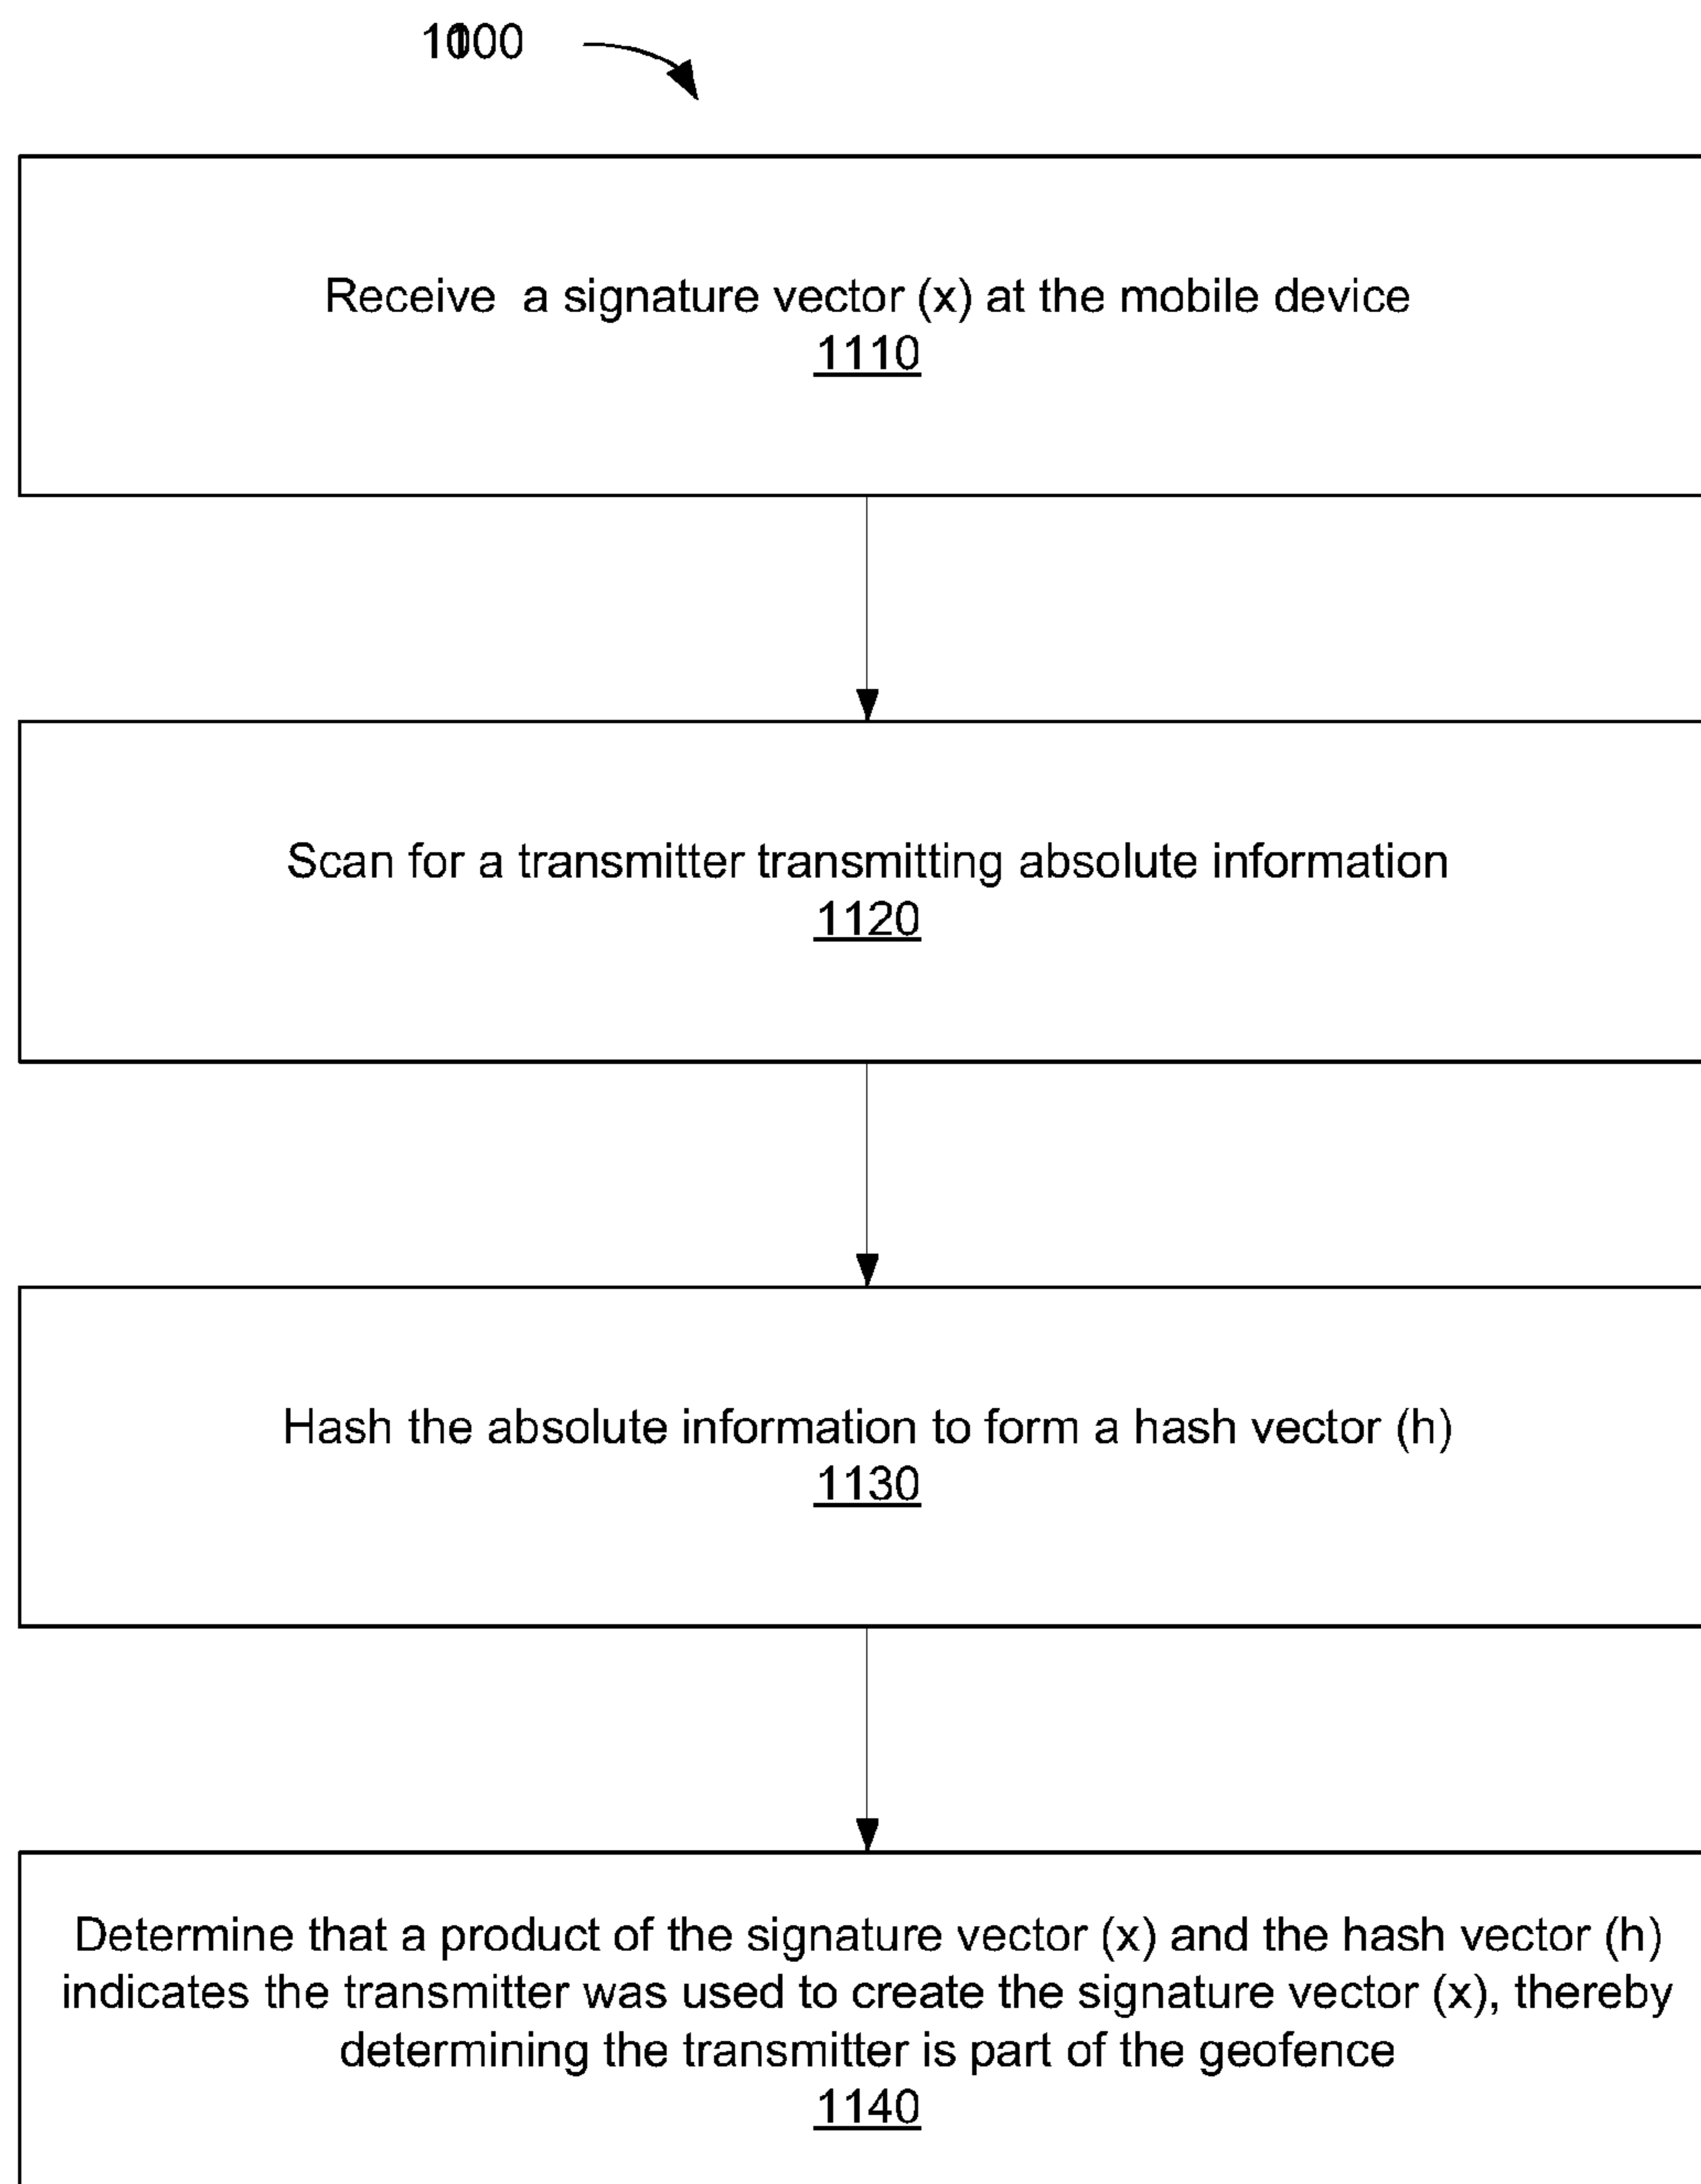 Receive a signature vector (x) at the mobile device
1110
Scan for a transmitter transmitting absolute information
1120
Hash the absolute information to form a hash vector (h)
1130
Determine that a product of the signature vector (x) and the hash vector (h)
indicates the transmitter was used to create the signature vector (x), thereby
determining the transmitter is part of the geofence
1140